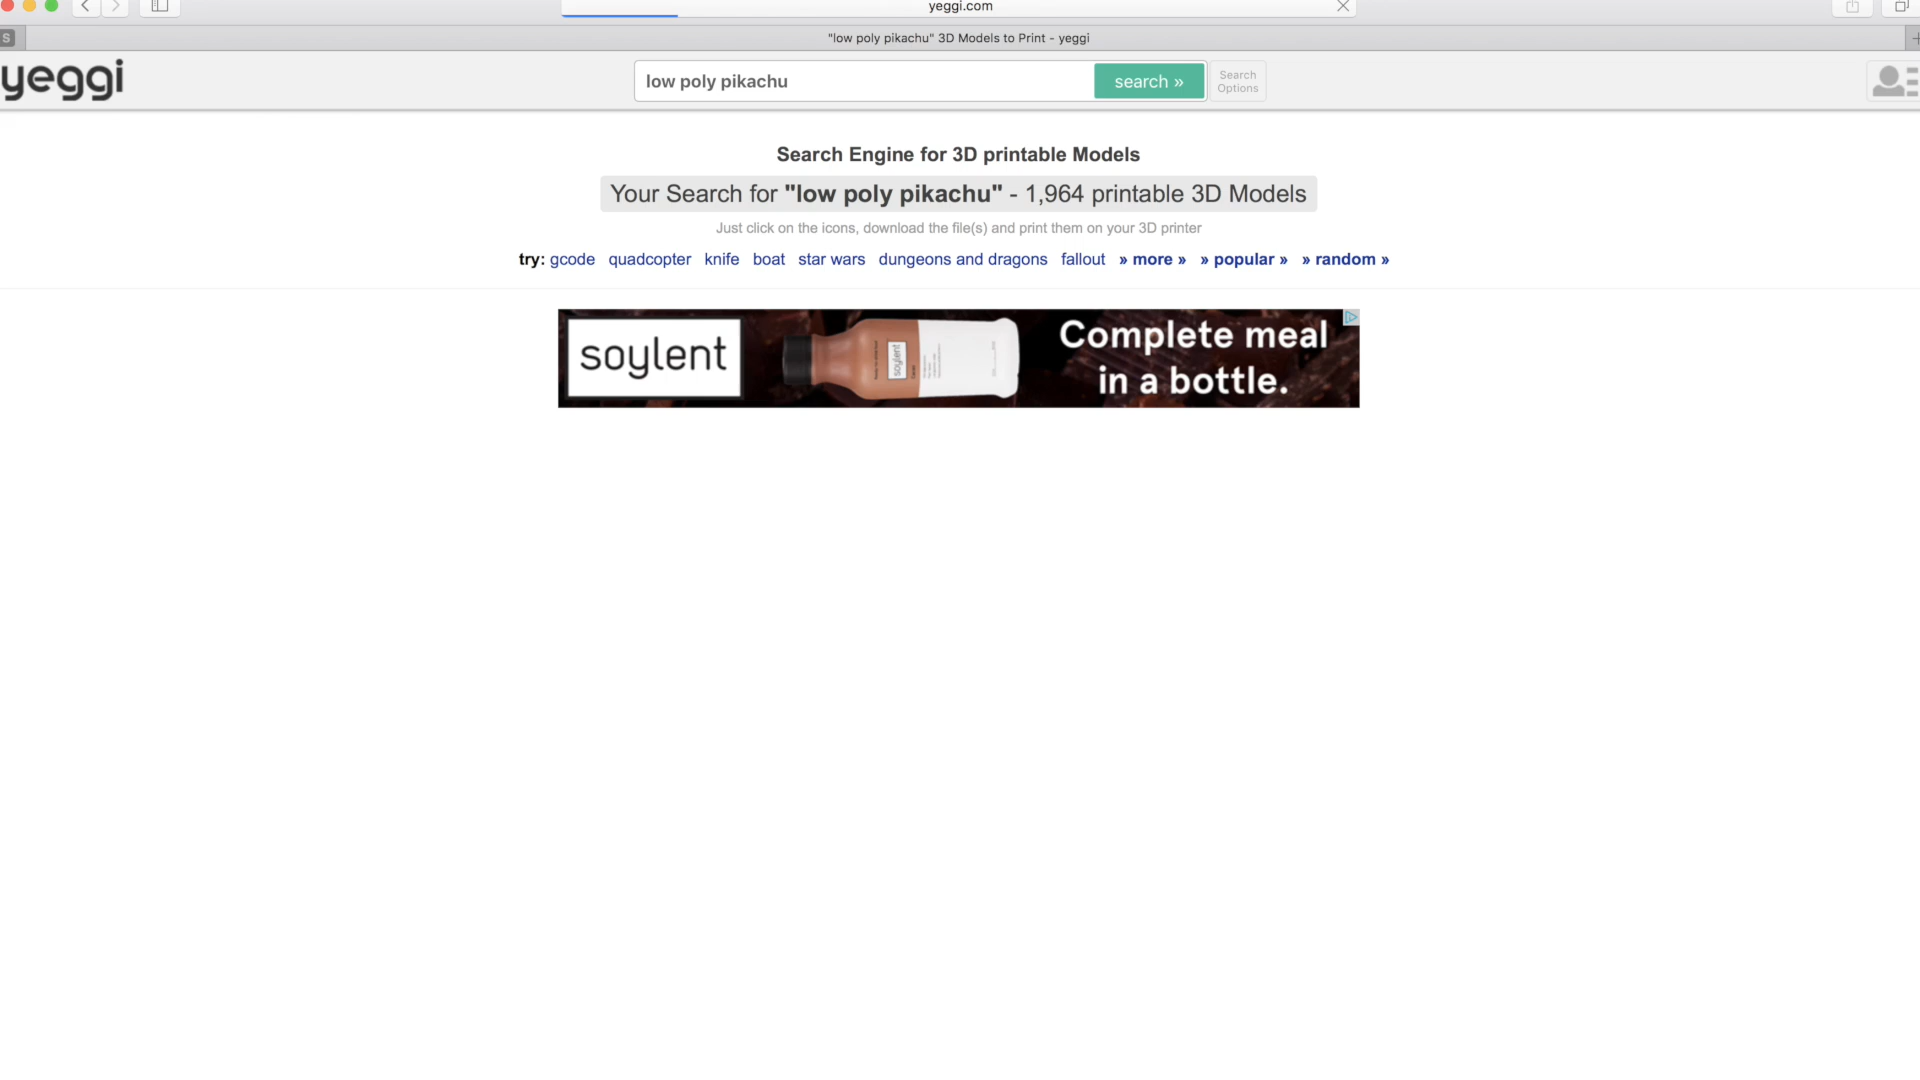 yeggi.com
S
"low poly pikachu" 3D Models to Print - yeggi
yeggi
low poly pikachu
search »
Search
Options
Search Engine for 3D printable Models
Your Search for "low poly pikachu" - 1,964 printable 3D Models
Just click on the icons, download the file(s) and print them on your 3D printer
try: gcode quadcopter knife boat star wars dungeons and dragons fallout » more » » popular » » random »
soylent
soylent
Complete meal
in a bottle.